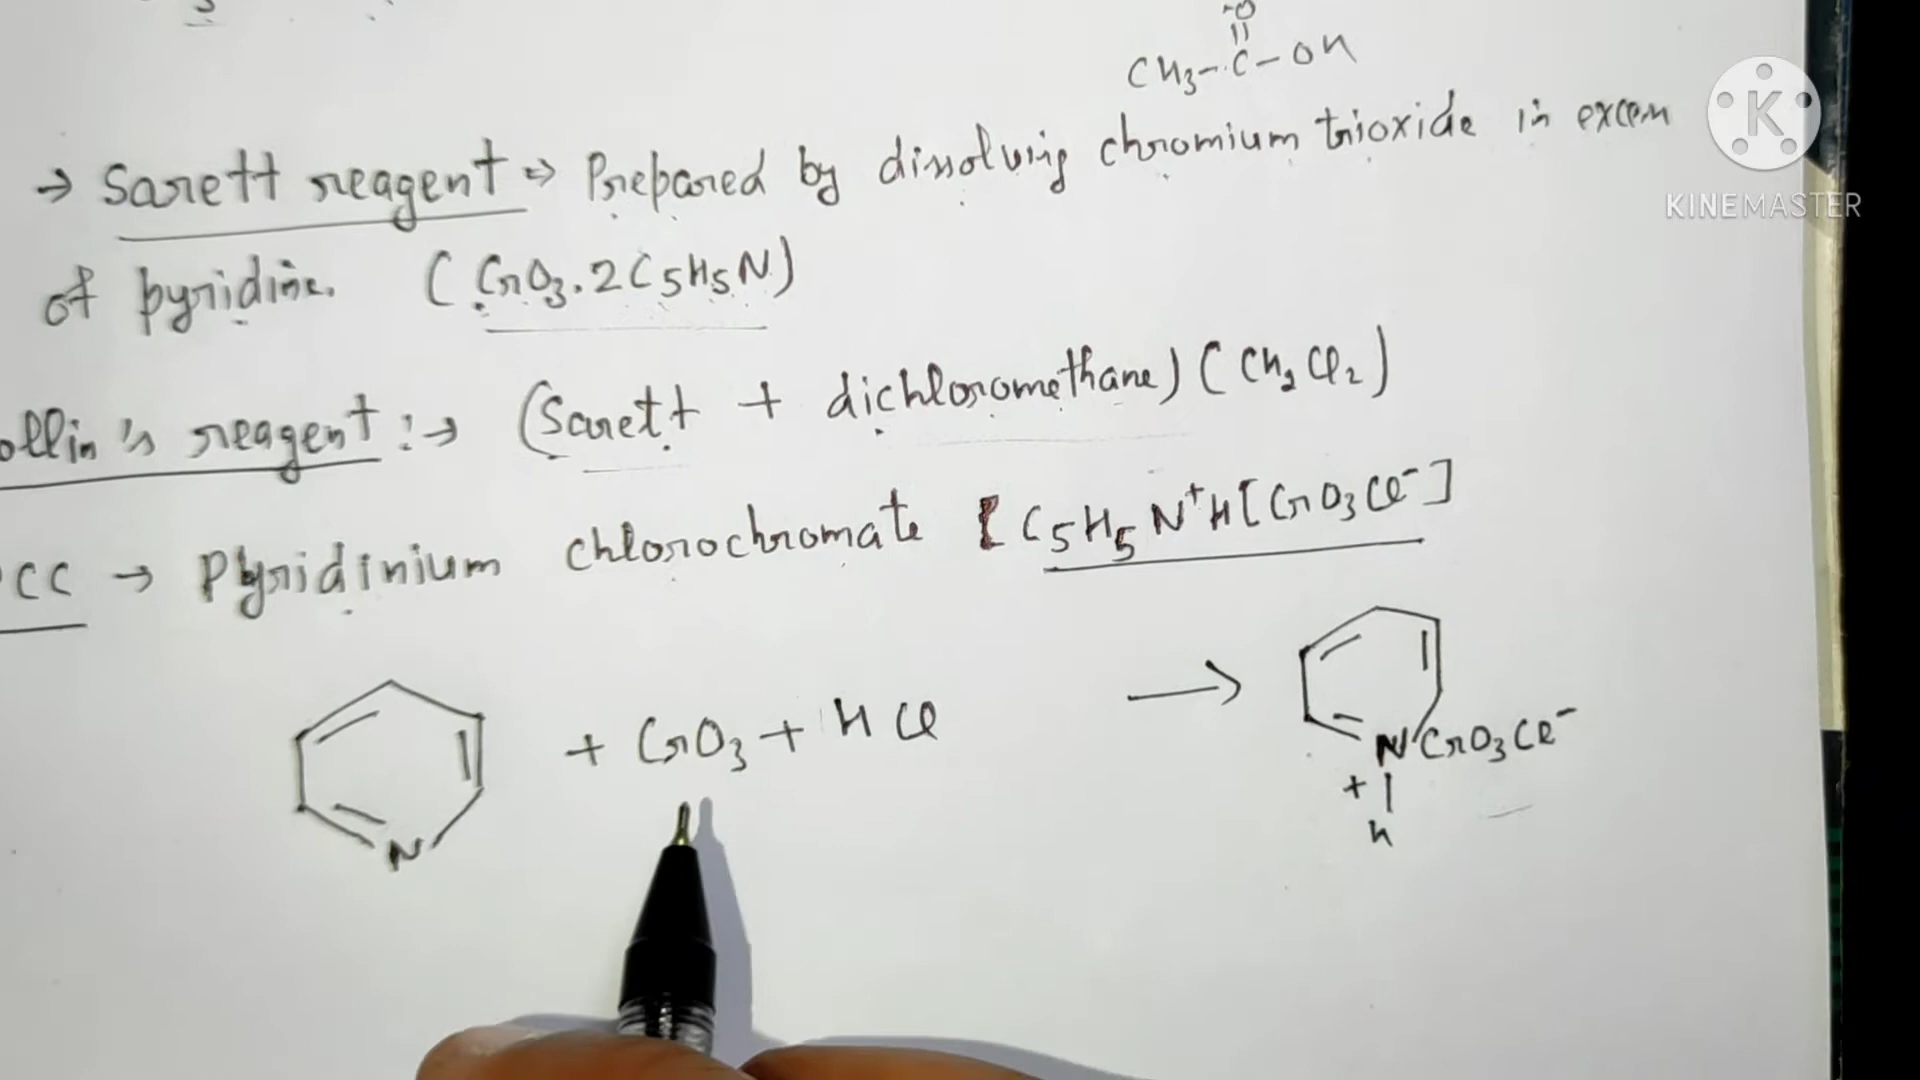 O
||
CH3-C-OH
→ Sarett reagent ⇒ Prepared by dissolving chromium trioxide in excess
of pyridine. (CrO3.2C5H5N)
ollin's reagent :→ (Sarett + dichloromethane) (CH2Cl2)
CC → Pyridinium chlorochromate [C5H5N+H[CrO3Cl-]
+ CrO3 + HCl → N CrO3Cl-
N
+ |
H
K
KINEMASTER